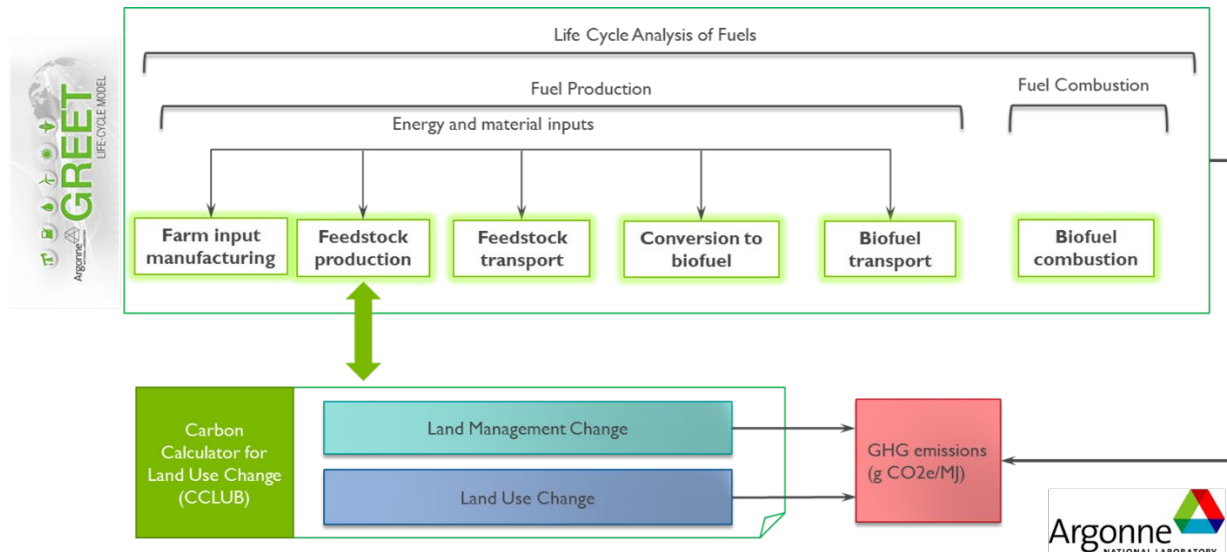 Life Cycle Analysis of Fuels
Fuel Production
Fuel Combustion
Energy and material inputs
Argonne
GREET
LIFE-CYCLE MODEL
Farm input
manufacturing
Feedstock
production
Feedstock
transport
Conversion to
biofuel
Biofuel
transport
Biofuel
combustion
Carbon
Calculator for
Land Use Change
(CCLUB)
Land Management Change
Land Use Change
GHG emissions
(g CO2e/MJ)
Argonne
NATIONAL LABORATORY